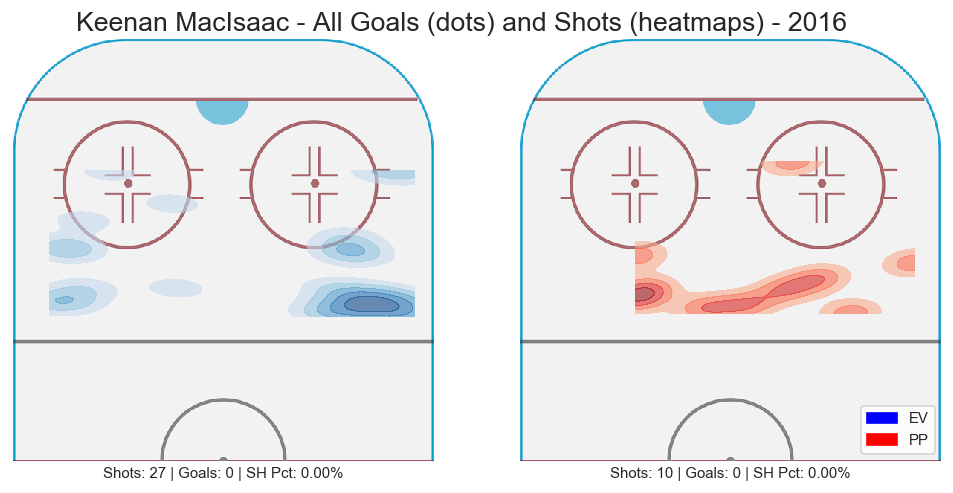 Keenan MacIsaac - All Goals (dots) and Shots (heatmaps) - 2016
EV
PP
Shots: 27 | Goals: 0 | SH Pct: 0.00%
Shots: 10 | Goals: 0 | SH Pct: 0.00%